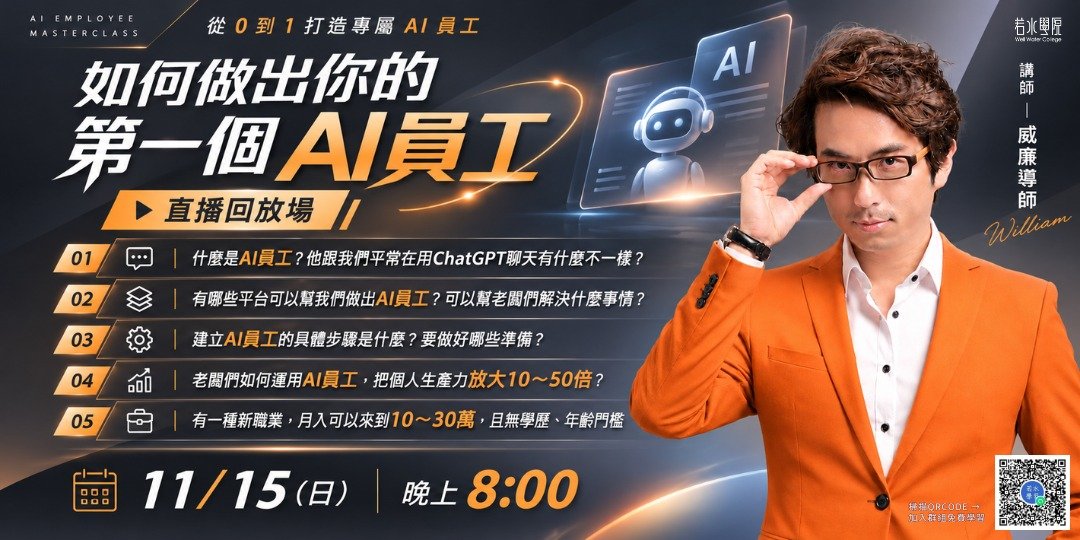 AI EMPLOYEE
MASTERCLASS
從 0 到 1 打造專屬 AI 員工
如何做出你的
第一個AI員工
直播回放場
AI
01 什麼是AI員工？他跟我們平常在用ChatGPT聊天有什麼不一樣？
02 有哪些平台可以幫我們做出AI員工？可以幫老闆們解決什麼事情？
03 建立AI員工的具體步驟是什麼？要做好哪些準備？
04 老闆們如何運用AI員工，把個人生產力放大10～50倍？
05 有一種新職業，月入可以來到10～30萬，且無學歷、年齡門檻
11/15（日） 晚上 8:00
若水學院
Well Water College
講師—威廉導師
William
掃描QRCODE →
加入群組免費學習
若水
學院